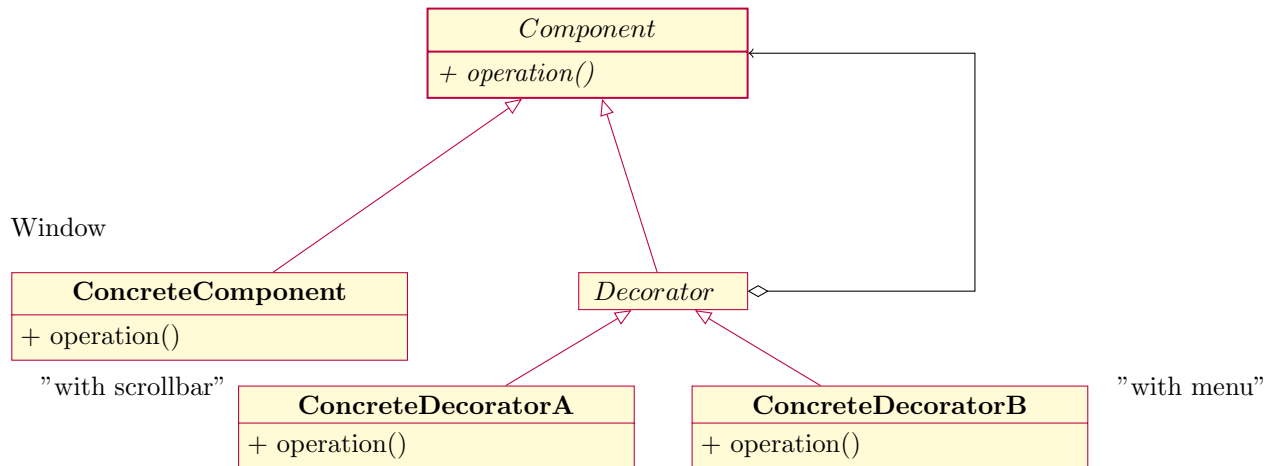 Component
+ operation()
Window
ConcreteComponent
+ operation()
Decorator
”with scrollbar”
ConcreteDecoratorA
+ operation()
ConcreteDecoratorB
+ operation()
”with menu”